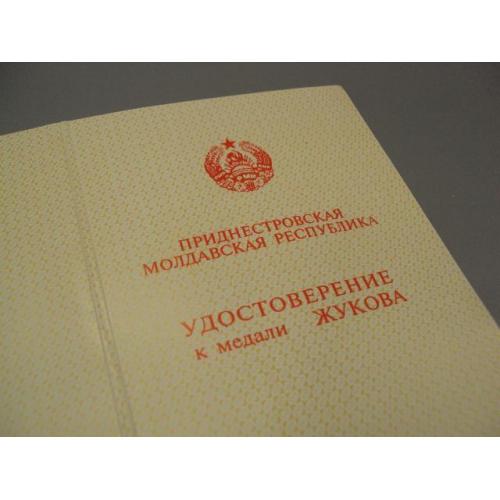 ПРИДНЕСТРОВСКАЯ
МОЛДАВСКАЯ РЕСПУБЛИКА
УДОСТОВЕРЕНИЕ
к медали ЖУКОВА